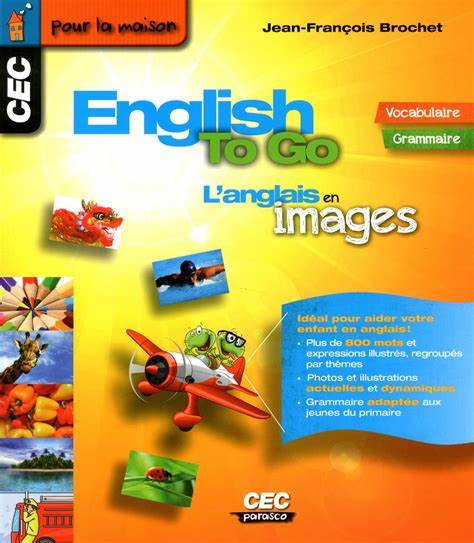 Pour la maison
Jean-François Brochet
CEC
English
To Go
Vocabulaire
Grammaire
L'anglais en
images
Idéal pour aider votre
enfant en anglais!
• Plus de 800 mots et
expressions illustrés, regroupés
par thèmes
• Photos et illustrations
actuelles et dynamiques
• Grammaire adaptée aux
jeunes du primaire
CEC
parasco